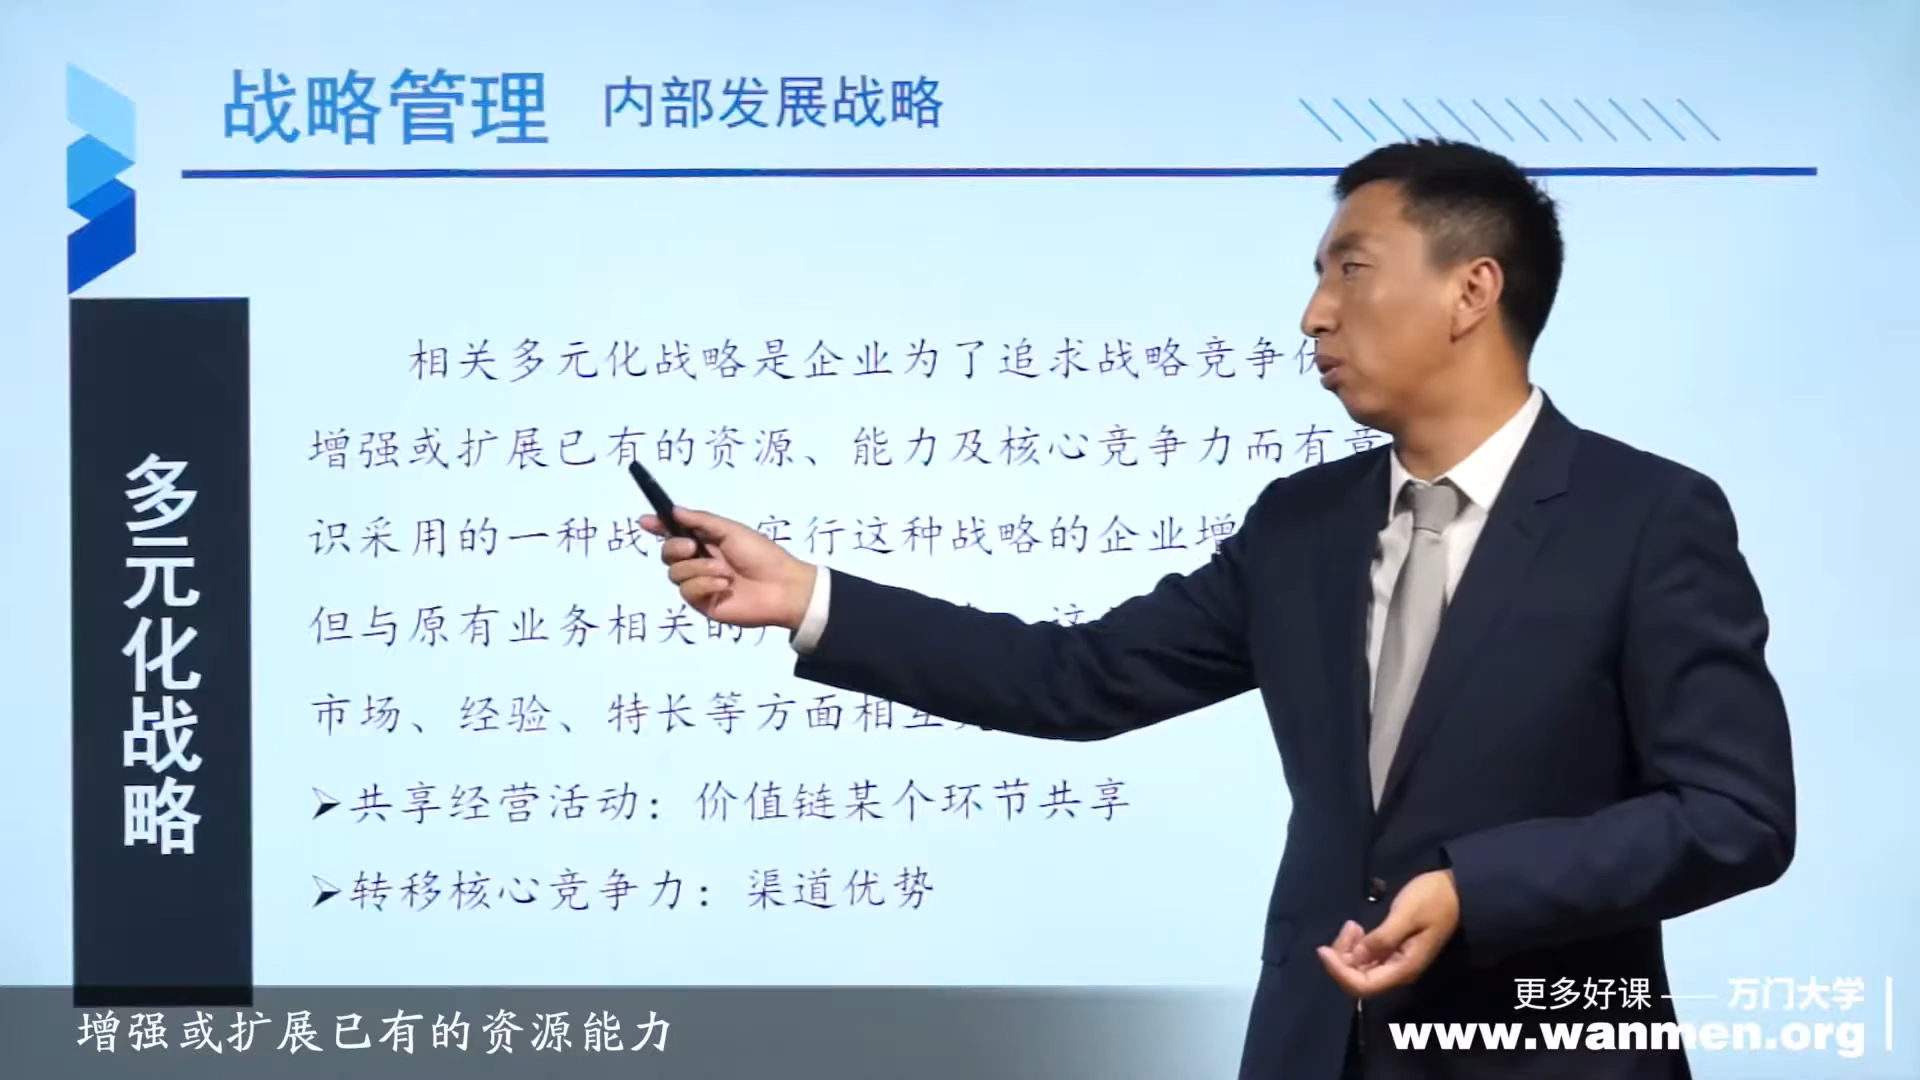 战略管理 内部发展战略
多元化战略
相关多元化战略是企业为了追求战略竞争
增强或扩展已有的资源、能力及核心竞争力而有意
识采用的一种战 实行这种战略的企业增
但与原有业务相关的
市场、经验、特长等方面相互
➢共享经营活动：价值链某个环节共享
➢转移核心竞争力：渠道优势
增强或扩展已有的资源能力
更多好课 —— 万门大学
www.wanmen.org